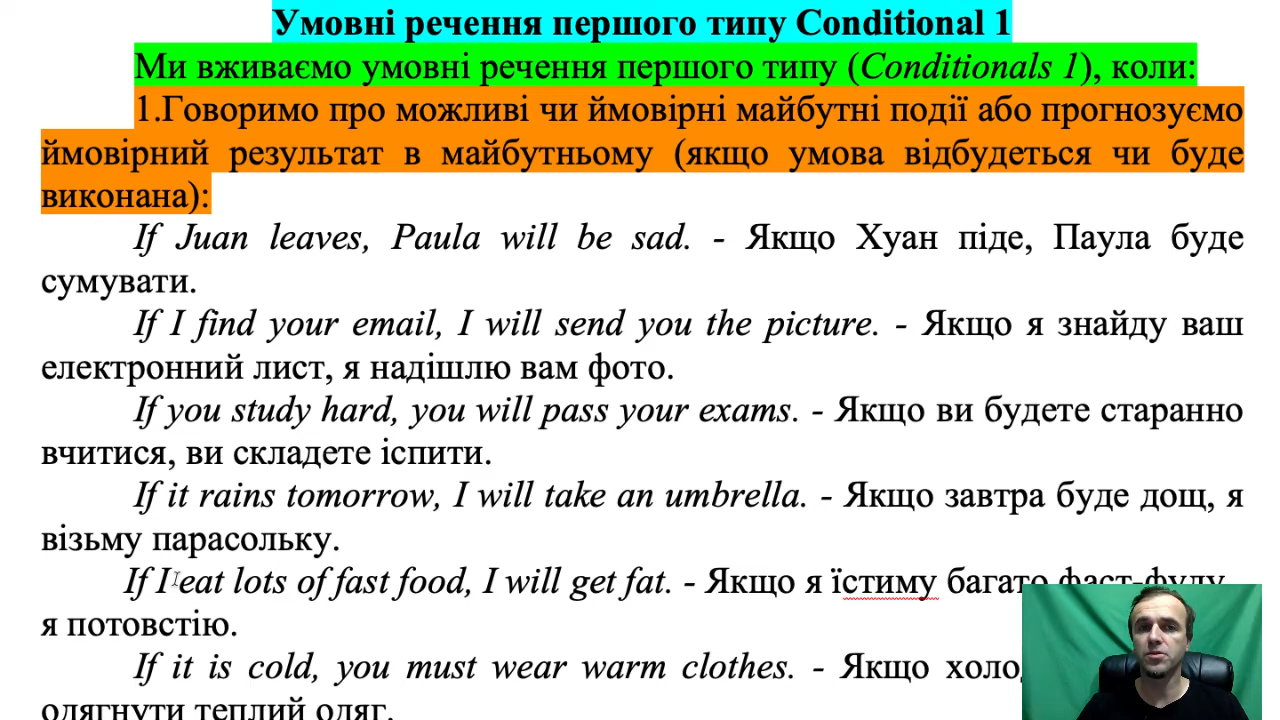 Умовні речення першого типу Conditional 1
Ми вживаємо умовні речення першого типу (Conditionals 1), коли:
1.Говоримо про можливі чи ймовірні майбутні події або прогнозуємо
ймовірний результат в майбутньому (якщо умова відбудеться чи буде
виконана):
If Juan leaves, Paula will be sad. - Якщо Хуан піде, Паула буде
сумувати.
If I find your email, I will send you the picture. - Якщо я знайду ваш
електронний лист, я надішлю вам фото.
If you study hard, you will pass your exams. - Якщо ви будете старанно
вчитися, ви складете іспити.
If it rains tomorrow, I will take an umbrella. - Якщо завтра буде дощ, я
візьму парасольку.
If I eat lots of fast food, I will get fat. - Якщо я їстиму багато фаст-фуду,
я потовстію.
If it is cold, you must wear warm clothes. - Якщо
одягнути теплий одяг.